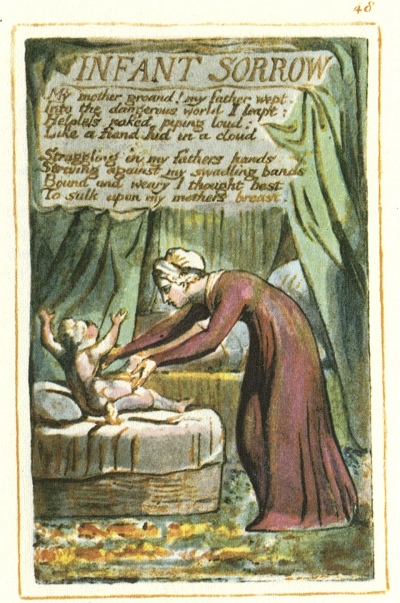 48
INFANT SORROW
My mother groand! my father wept.
Into the dangerous world I leapt:
Helpless naked, piping loud:
Like a fiend hid in a cloud
Struggling in my fathers hands
Striving against my swadling bands
Bound and weary I thought best
To sulk upon my mothers breast.